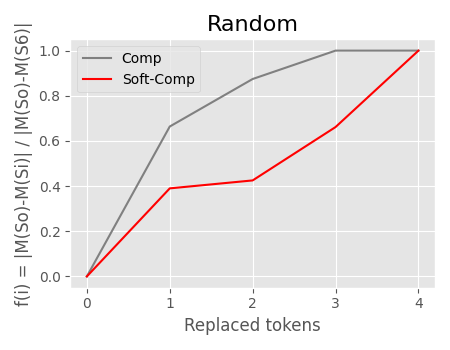 Random
f(i) = |M(So)-M(Si)| / |M(So)-M(S6)|
1.0
0.8
0.6
0.4
0.2
0.0
Comp
Soft-Comp
0 1 2 3 4
Replaced tokens